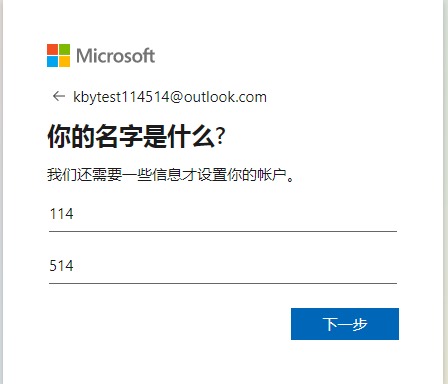 Microsoft
← kbytest114514@outlook.com
你的名字是什么?
我们还需要一些信息才设置你的帐户。
114
514
下一步